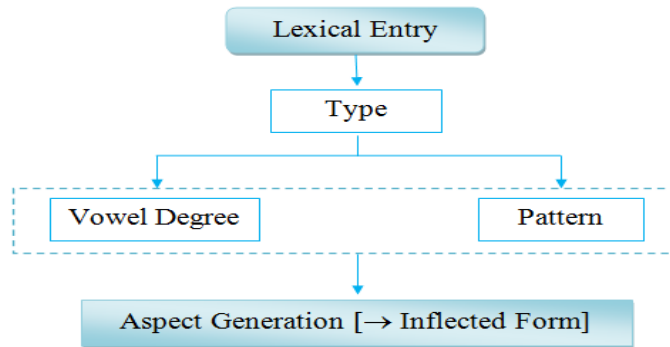 Lexical Entry
Type
Vowel Degree
Pattern
Aspect Generation [→ Inflected Form]